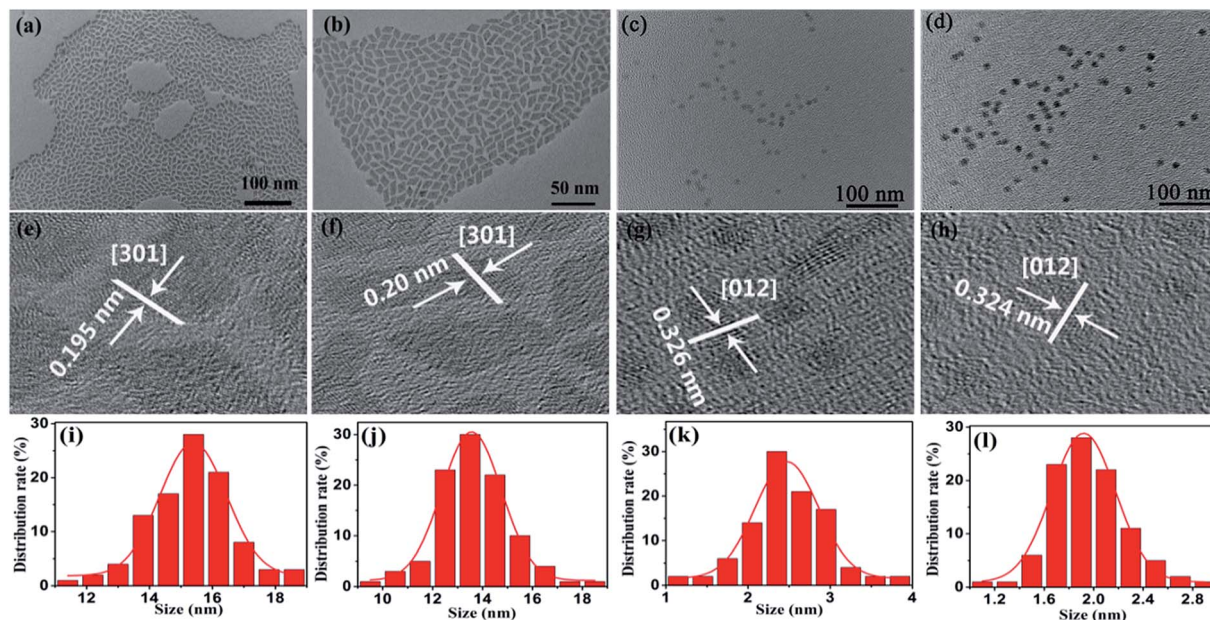 (a)
100 nm
(b)
50 nm
(c)
100 nm
(d)
100 nm
(e)
[301]
0.195 nm
(f)
[301]
0.20 nm
(g)
[012]
0.326 nm
(h)
[012]
0.324 nm
(i)
Distribution rate (%)
30
20
10
0
12 14 16 18
Size (nm)
(j)
Distribution rate (%)
30
20
10
0
10 12 14 16 18
Size (nm)
(k)
Distribution rate (%)
40
30
20
10
0
1 2 3 4
Size (nm)
(l)
Distribution rate (%)
30
20
10
0
1.2 1.6 2.0 2.4 2.8
Size (nm)